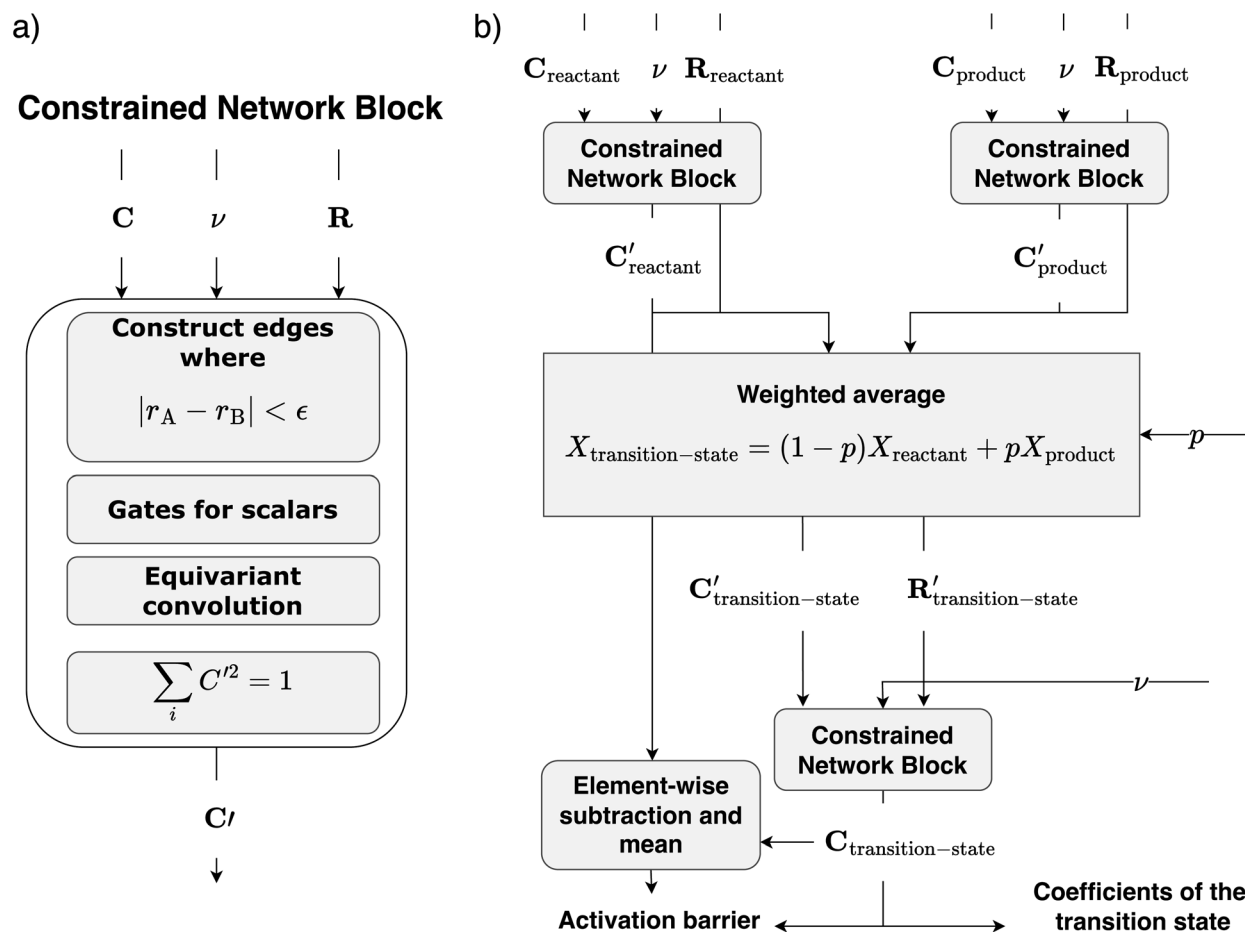 a)
Constrained Network Block
C ν R
Construct edges
where
|r_A − r_B| < ϵ
Gates for scalars
Equivariant
convolution
∑_i C′² = 1
C′
b)
C_reactant ν R_reactant
C_product ν R_product
Constrained
Network Block
Constrained
Network Block
C′_reactant
C′_product
Weighted average
X_transition−state = (1 − p)X_reactant + pX_product
p
C′_transition−state R′_transition−state
ν
Constrained
Network Block
Element-wise
subtraction and
mean
C_transition−state
Activation barrier
Coefficients of the
transition state